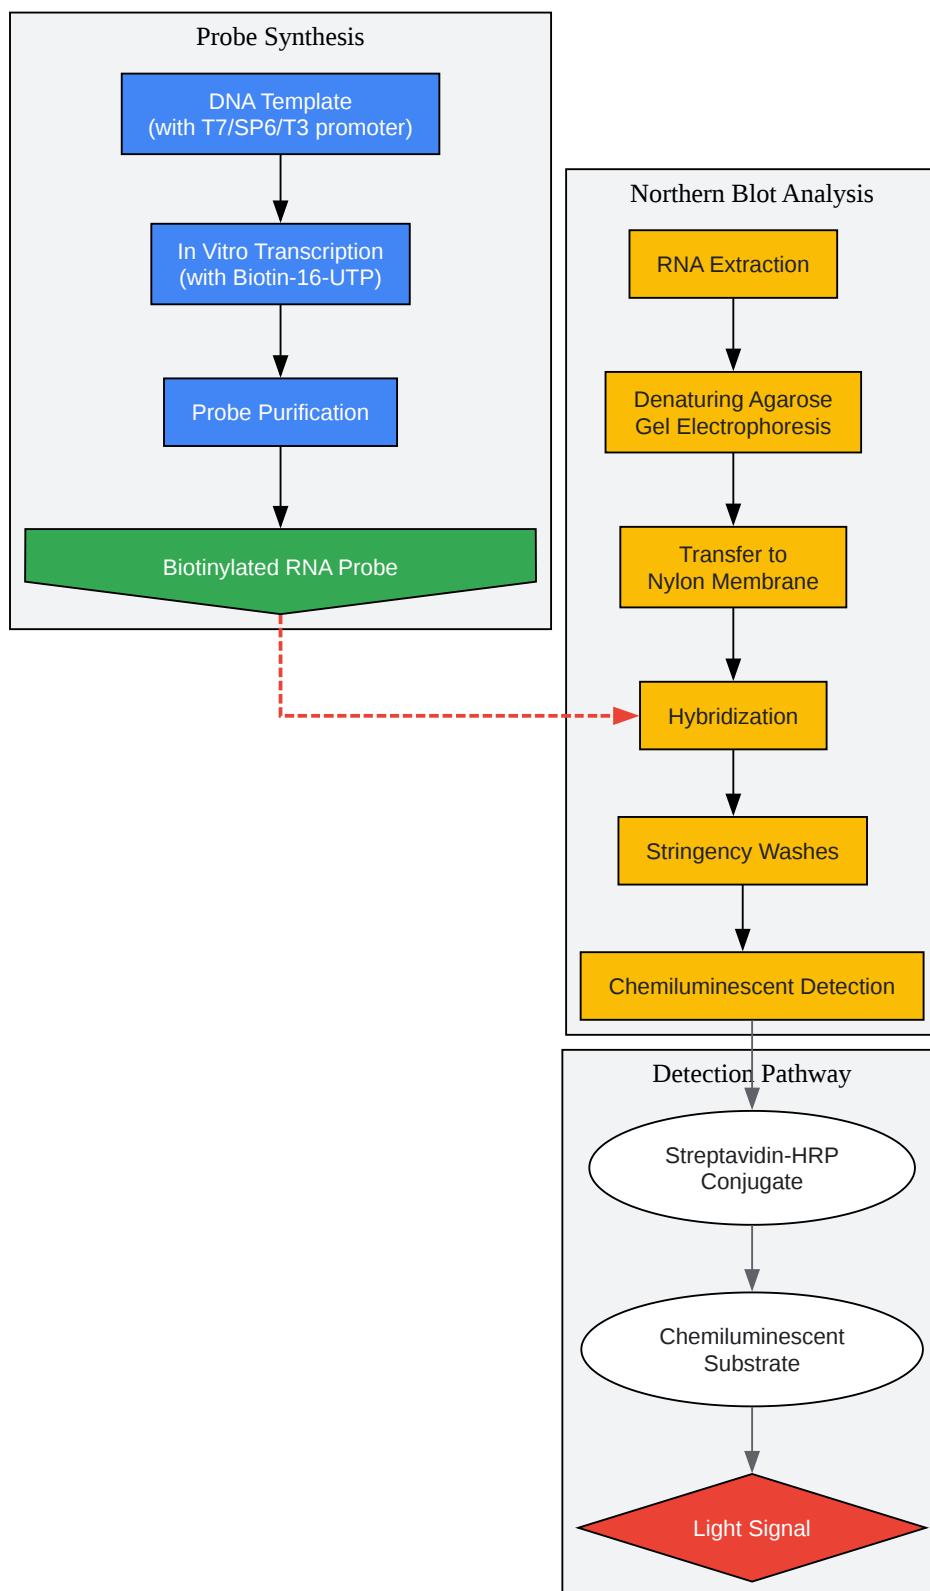 Probe Synthesis
DNA Template
(with T7/SP6/T3 promoter)
In Vitro Transcription
(with Biotin-16-UTP)
Probe Purification
Biotinylated RNA Probe
Northern Blot Analysis
RNA Extraction
Denaturing Agarose
Gel Electrophoresis
Transfer to
Nylon Membrane
Hybridization
Stringency Washes
Chemiluminescent Detection
Detection Pathway
Streptavidin-HRP
Conjugate
Chemiluminescent
Substrate
Light Signal